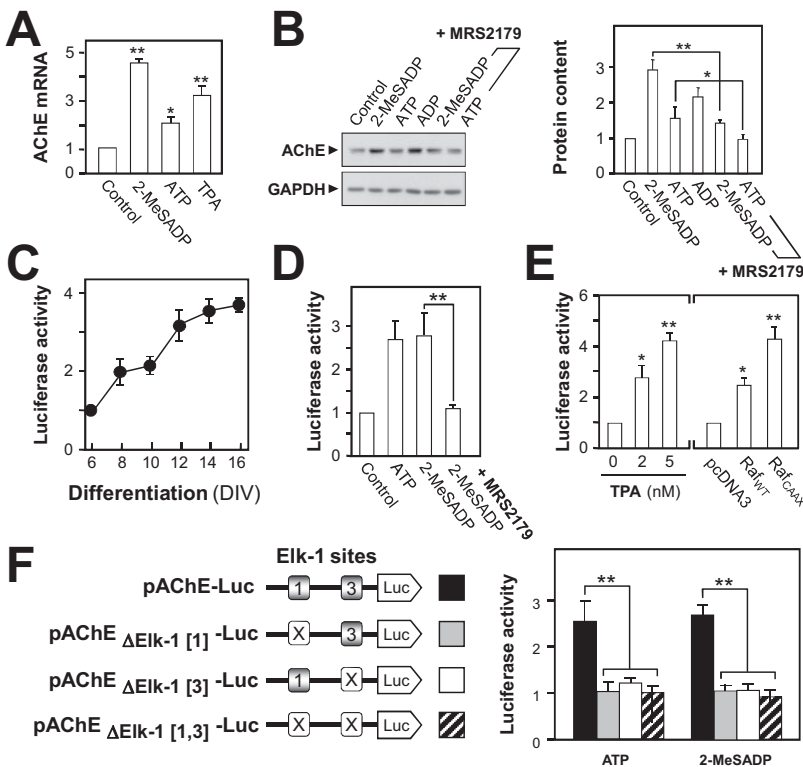 A
AChE mRNA
5
3
1
0
**
*
**
Control
2-MeSADP
ATP
TPA
B
+ MRS2179
Control
2-MeSADP
ATP
ADP
2-MeSADP
ATP
AChE
GAPDH
Protein content
3
2
1
0
**
*
Control
2-MeSADP
ATP
ADP
2-MeSADP
ATP
+ MRS2179
C
Luciferase activity
4
2
0
6 8 10 12 14 16
Differentiation (DIV)
D
Luciferase activity
3
2
1
0
**
Control
ATP
2-MeSADP
2-MeSADP
+ MRS2179
E
Luciferase activity
6
4
2
0
*
**
*
**
0 2 5
TPA (nM)
pcDNA3
RafWT
RafCAAX
F
Elk-1 sites
pAChE-Luc 1 3 Luc
pAChE ΔElk-1 [1] -Luc X 3 Luc
pAChE ΔElk-1 [3] -Luc 1 X Luc
pAChE ΔElk-1 [1,3] -Luc X X Luc
Luciferase activity
3
2
1
0
**
**
ATP 2-MeSADP